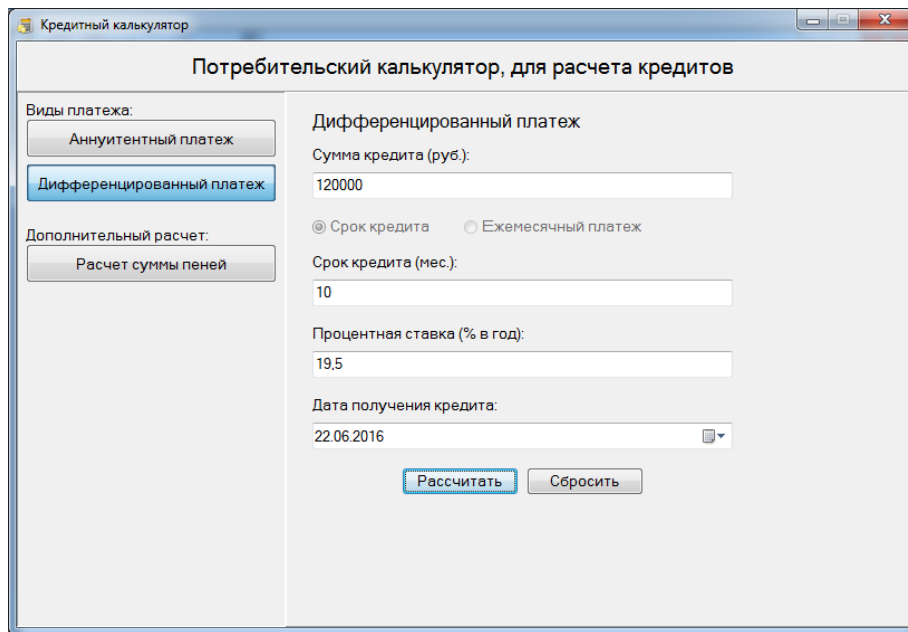 Кредитный калькулятор
Потребительский калькулятор, для расчета кредитов
Виды платежа:
Аннуитентный платеж
Дифференцированный платеж
Дополнительный расчет:
Расчет суммы пеней
Дифференцированный платеж
Сумма кредита (руб.):
120000
Срок кредита Ежемесячный платеж
Срок кредита (мес.):
10
Процентная ставка (% в год):
19,5
Дата получения кредита:
22.06.2016
Рассчитать Сбросить